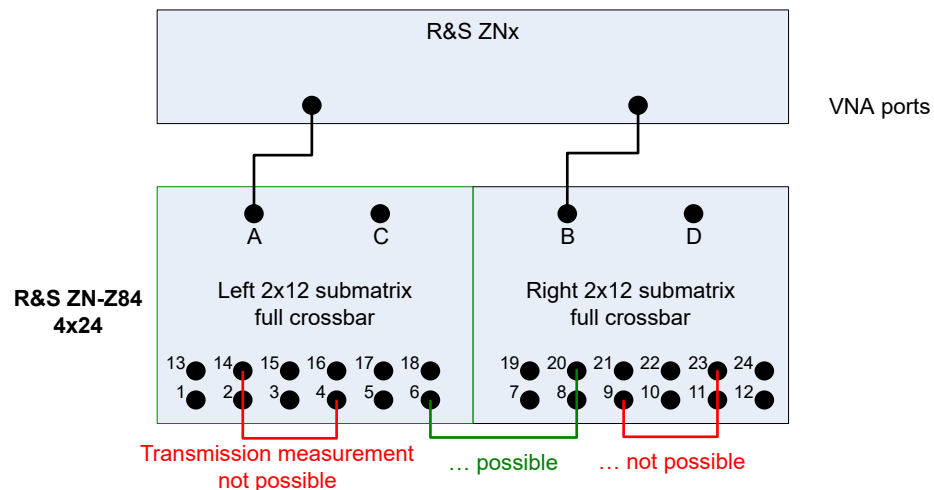 R&S ZNx
VNA ports
A
C
B
D
R&S ZN-Z84
4x24
Left 2x12 submatrix
full crossbar
Right 2x12 submatrix
full crossbar
13 14 15 16 17 18
1 2 3 4 5 6
19 20 21 22 23 24
7 8 9 10 11 12
Transmission measurement
not possible
… possible
… not possible